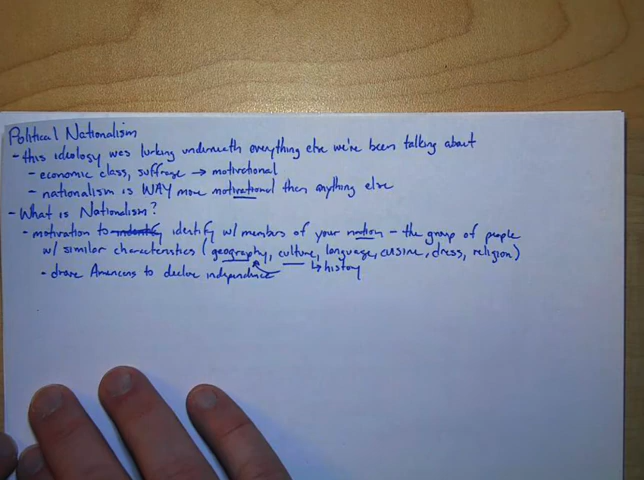 Political Nationalism
- this ideology was lurking underneath everything else we've been talking about
- economic class, suffrage → motivational
- nationalism is WAY more motivational than anything else
- What is Nationalism?
- motivation to indentify identify w/ members of your nation - the group of people
w/ similar characteristics (geography, culture, language, cuisine, dress, religion)
- drove Americans to declare independence ↳ history